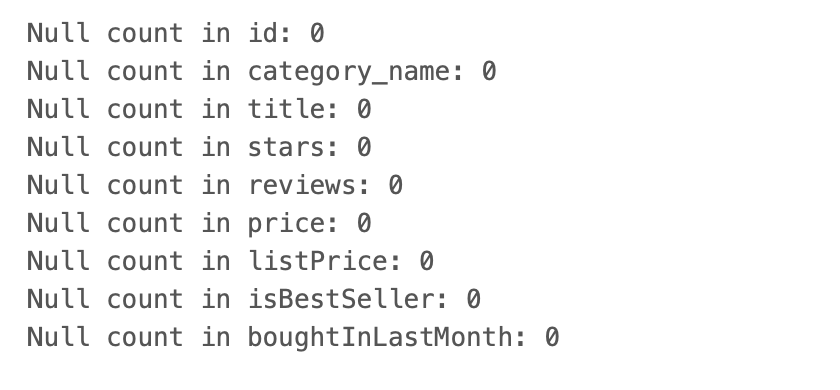 Null count in id: 0
Null count in category_name: 0
Null count in title: 0
Null count in stars: 0
Null count in reviews: 0
Null count in price: 0
Null count in listPrice: 0
Null count in isBestSeller: 0
Null count in boughtInLastMonth: 0